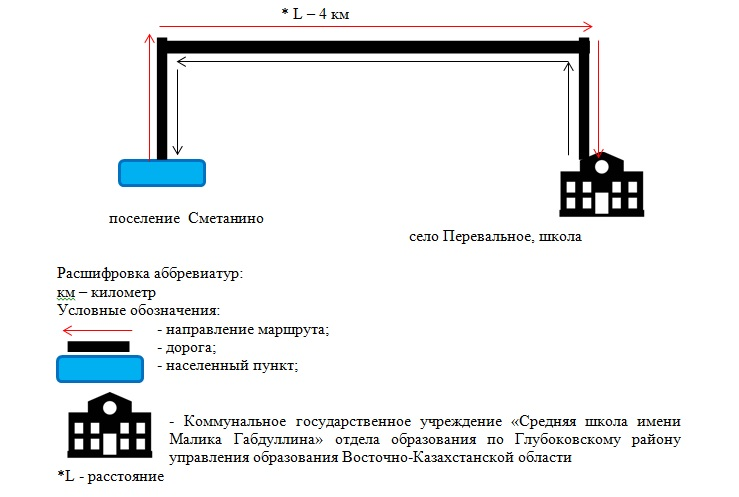 * L – 4 км
поселение Сметанино
село Перевальное, школа
Расшифровка аббревиатур:
км – километр
Условные обозначения:
- направление маршрута;
- дорога;
- населенный пункт;
- Коммунальное государственное учреждение «Средняя школа имени
Малика Габдуллина» отдела образования по Глубоковскому району
управления образования Восточно-Казахстанской области
*L - расстояние